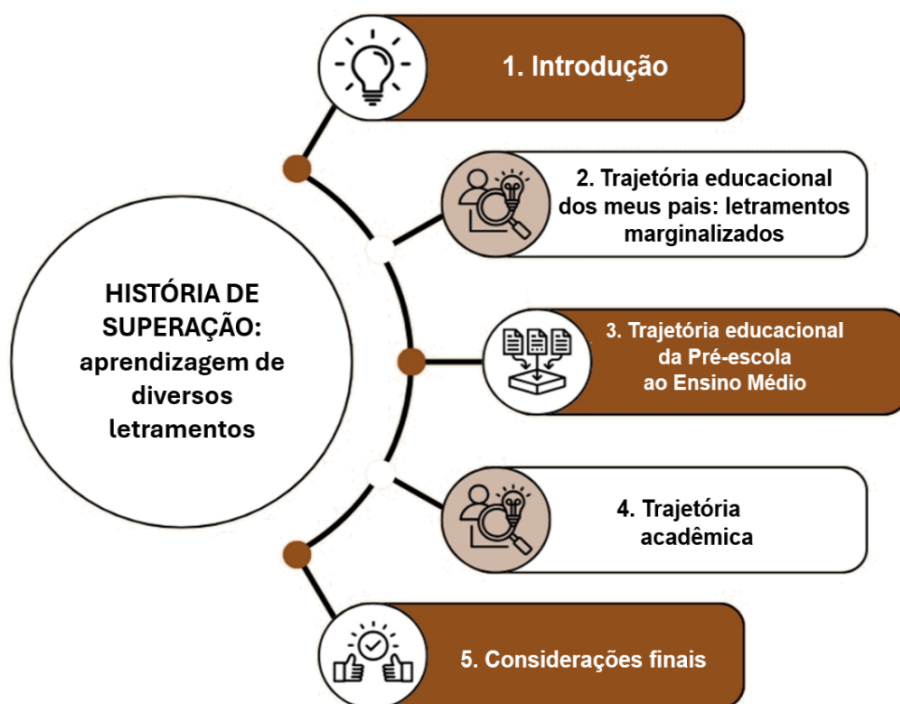 1. Introdução
2. Trajetória educacional
dos meus pais: letramentos
marginalizados
HISTÓRIA DE
SUPERAÇÃO:
aprendizagem de
diversos
letramentos
3. Trajetória educacional
da Pré-escola
ao Ensino Médio
4. Trajetória
acadêmica
5. Considerações finais